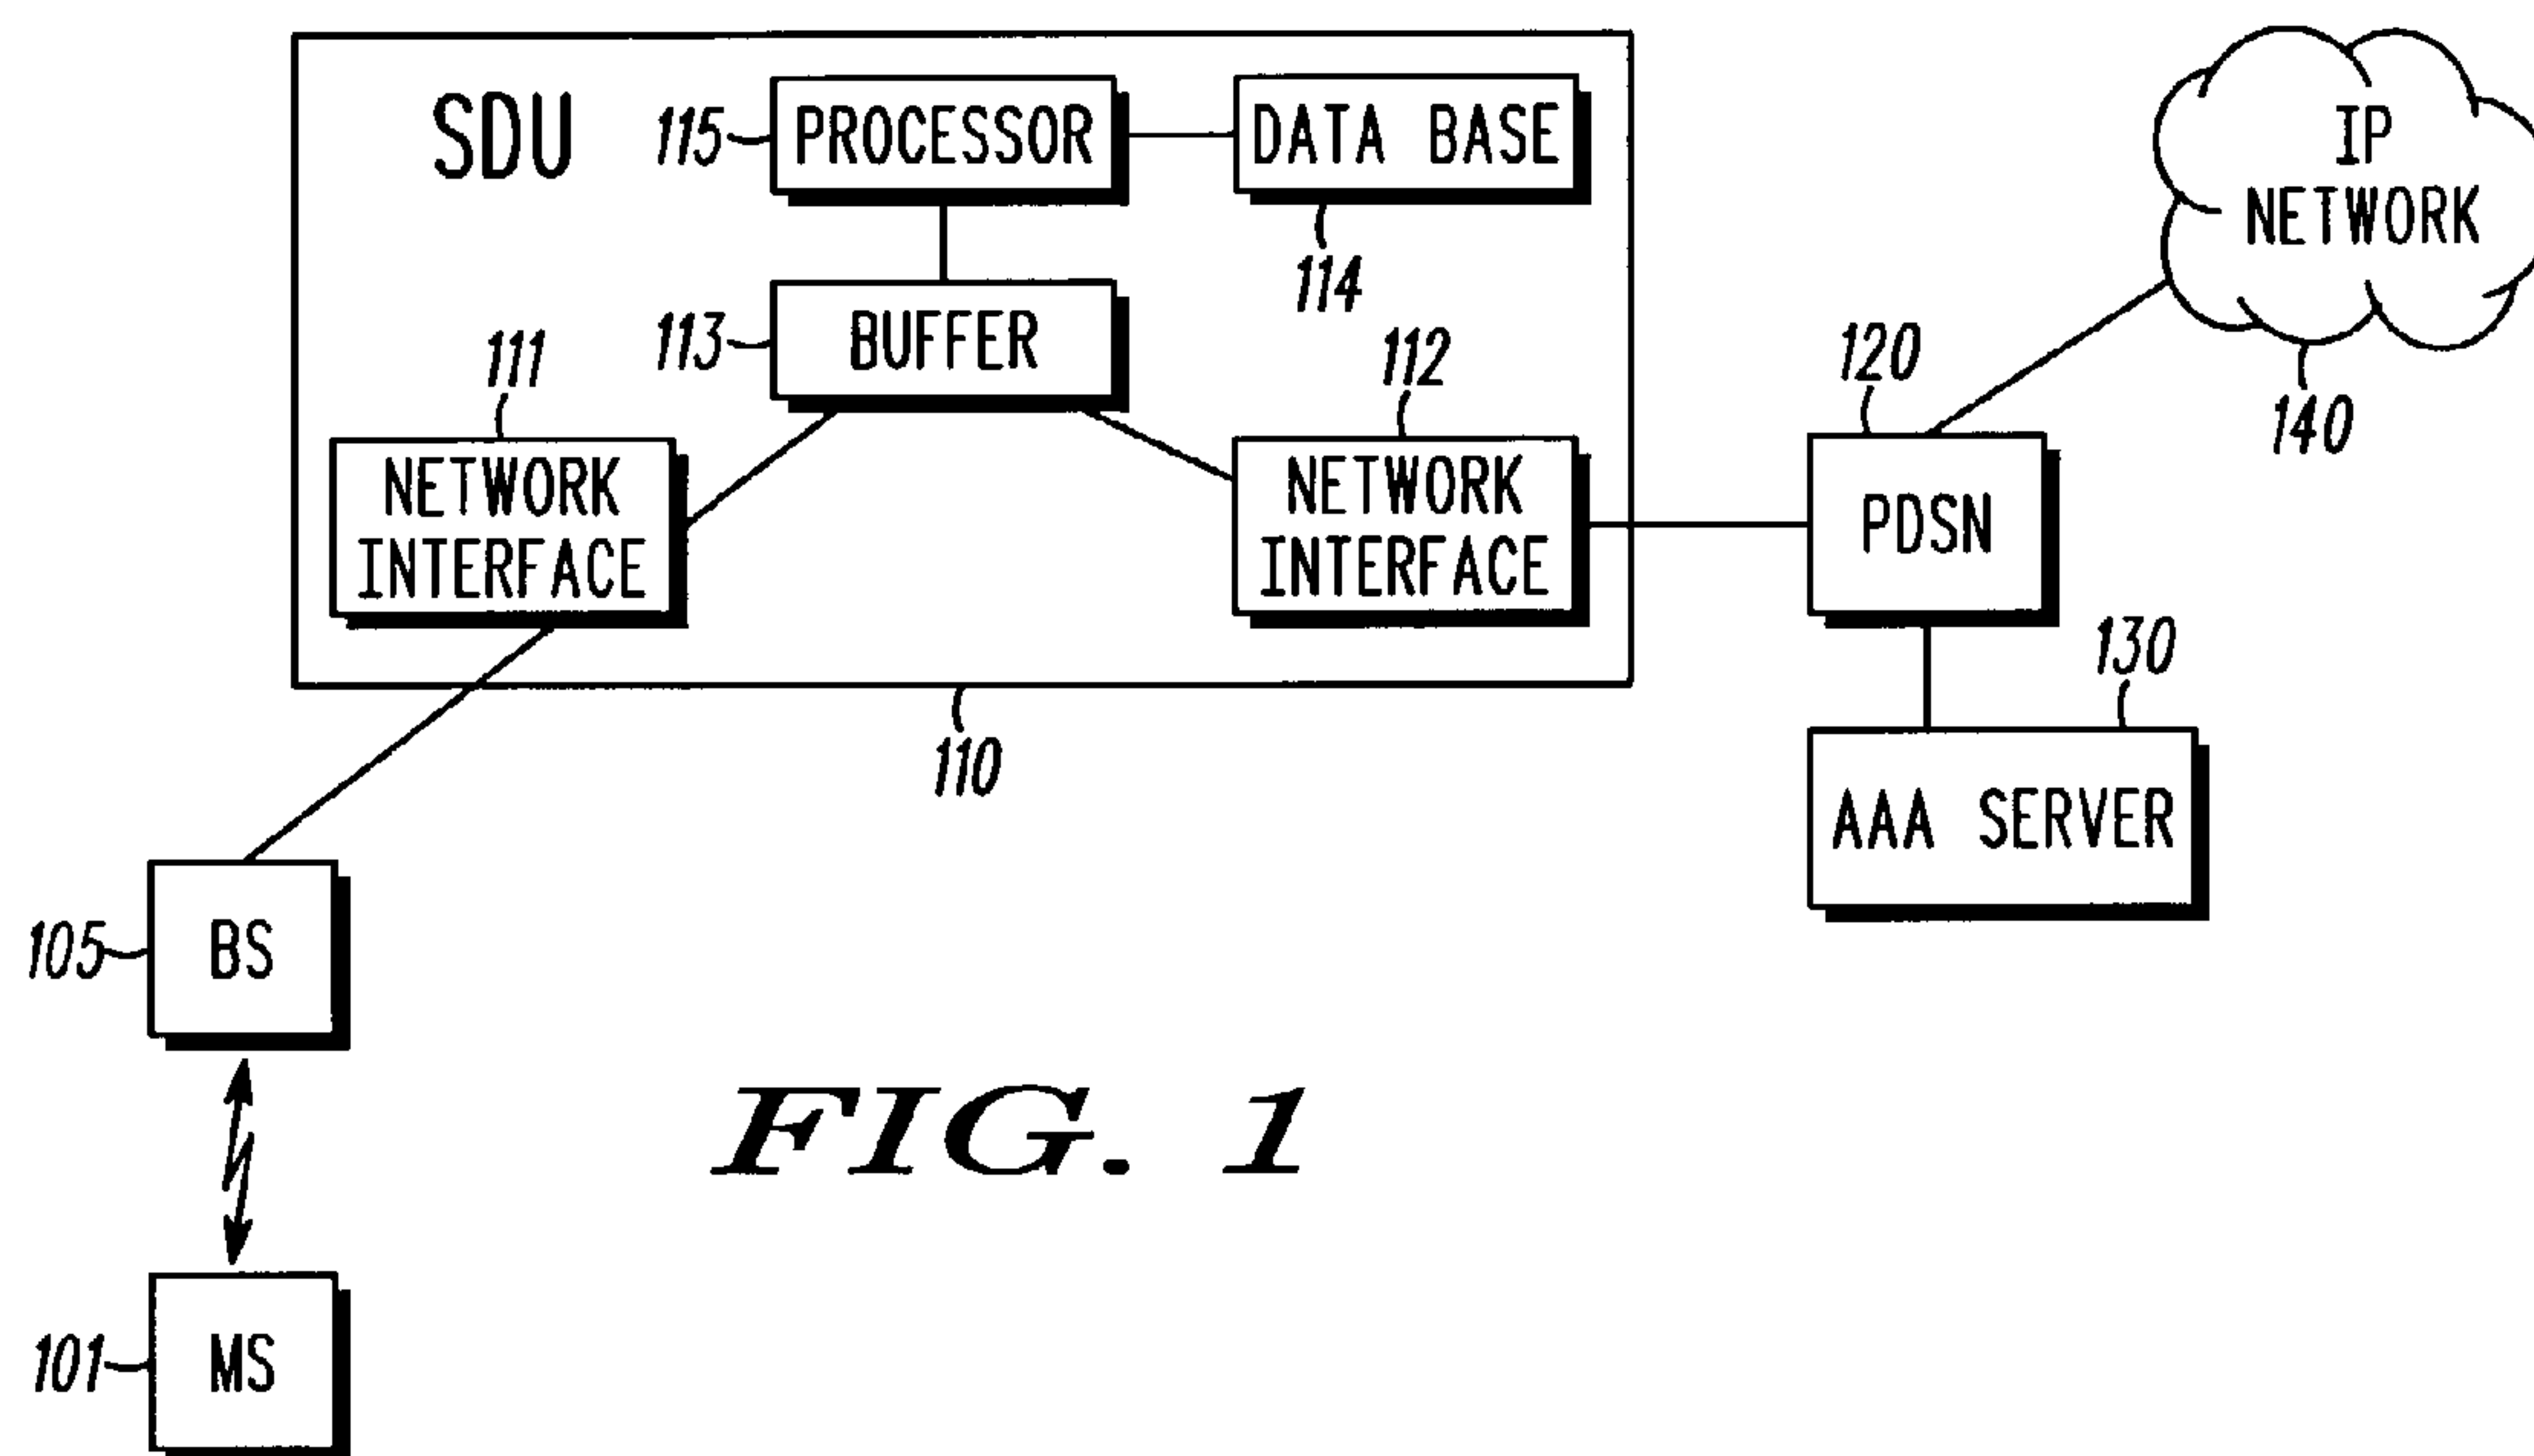 SDU
115
PROCESSOR
DATA BASE
114
IP
NETWORK
140
113
BUFFER
111
NETWORK
INTERFACE
112
NETWORK
INTERFACE
120
PDSN
130
AAA SERVER
110
105
BS
FIG. 1
101
MS